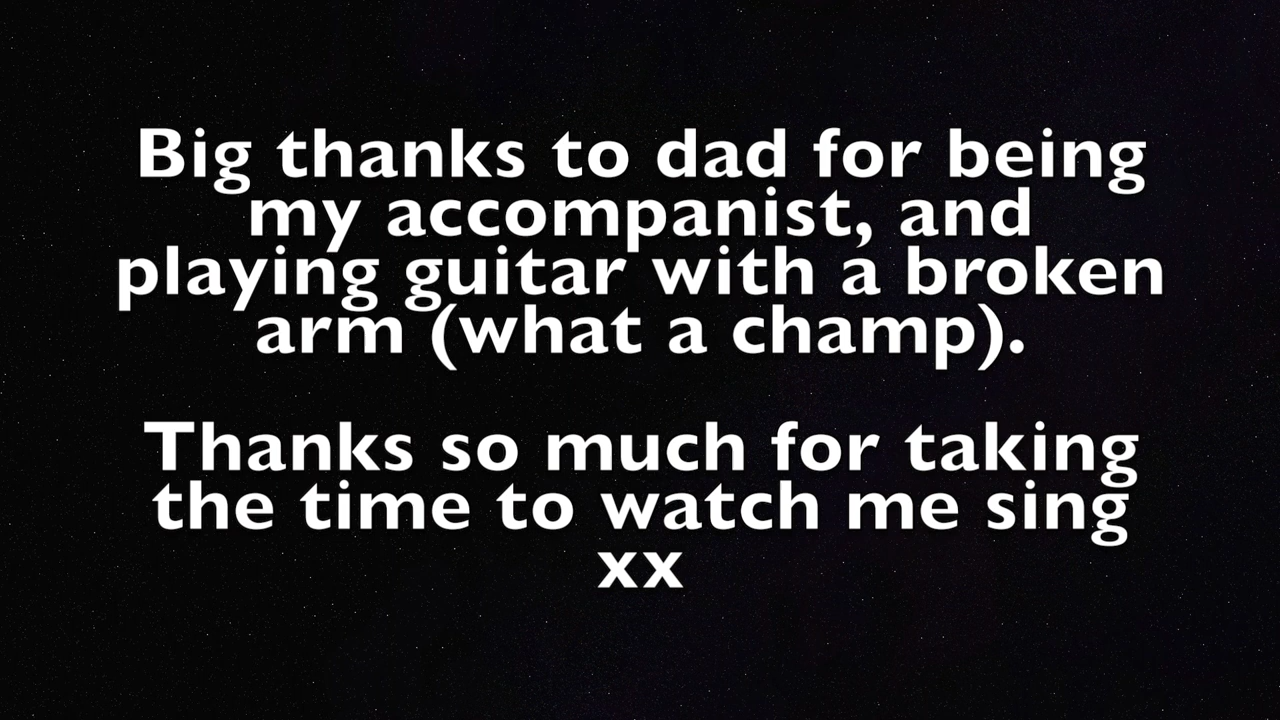 Big thanks to dad for being
my accompanist, and
playing guitar with a broken
arm (what a champ).
Thanks so much for taking
the time to watch me sing
xx